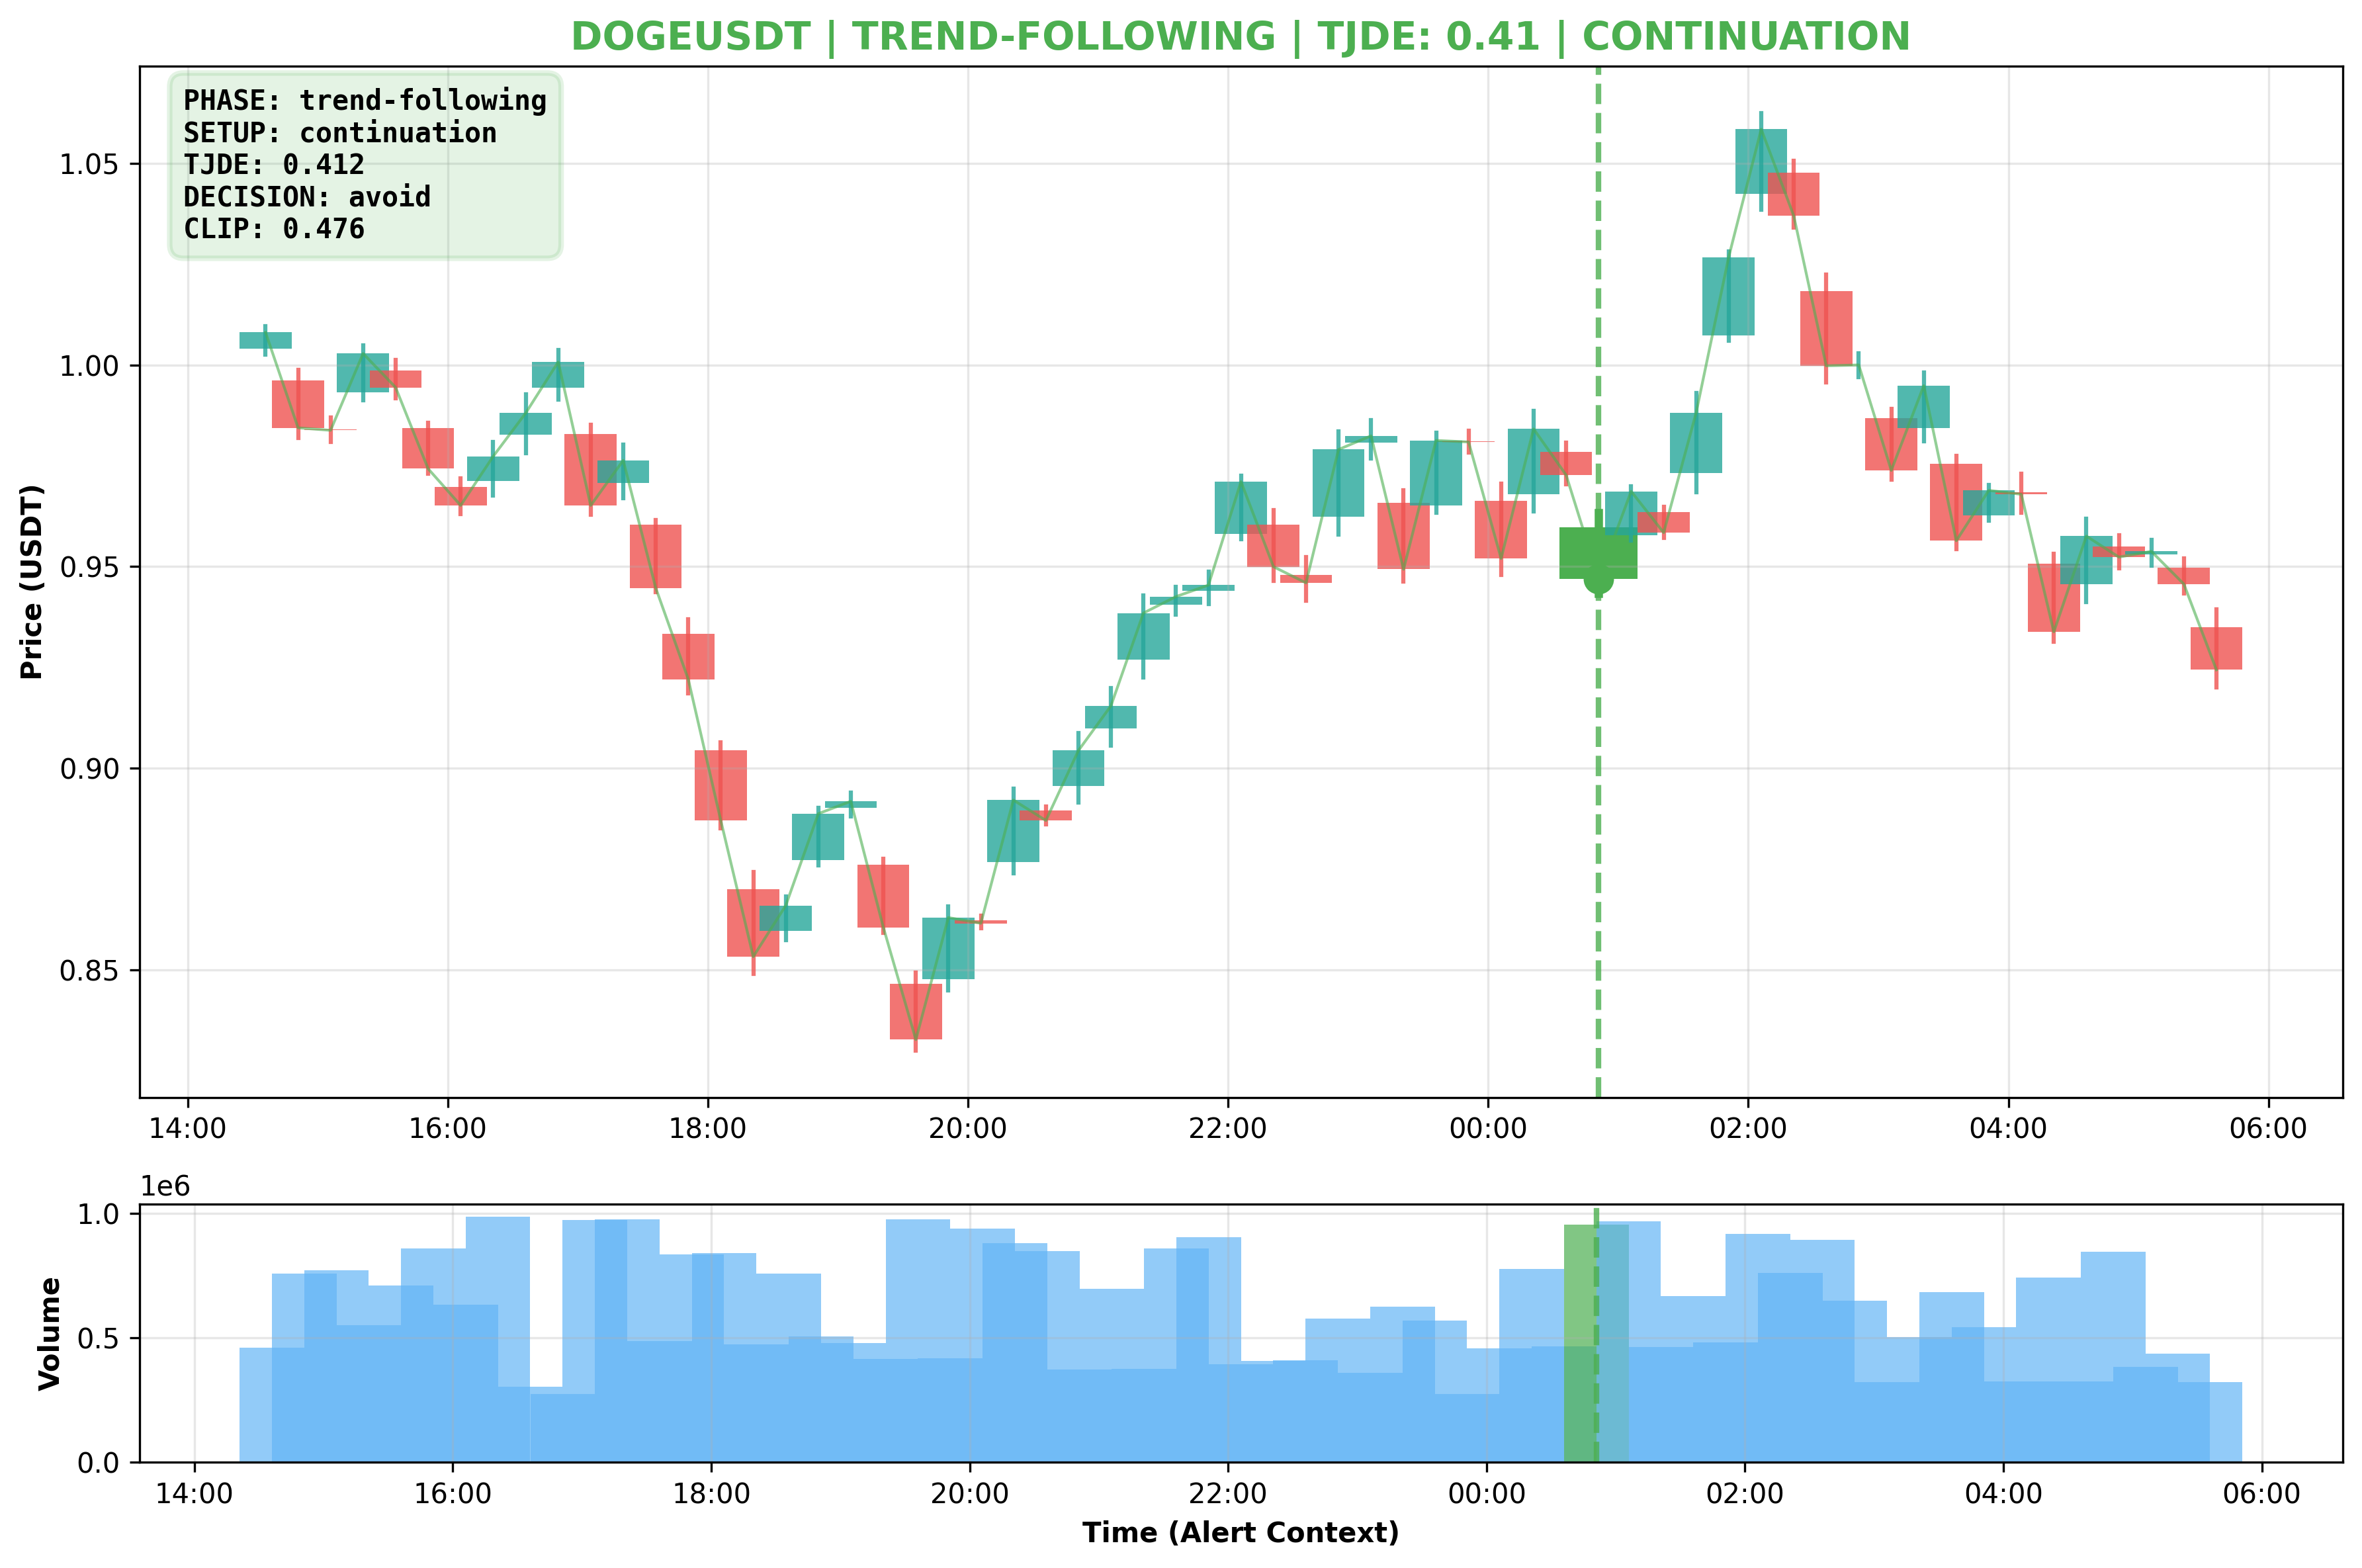 DOGEUSDT | TREND-FOLLOWING | TJDE: 0.41 | CONTINUATION
PHASE: trend-following
SETUP: continuation
TJDE: 0.412
DECISION: avoid
CLIP: 0.476
Price (USDT)
1.05
1.00
0.95
0.90
0.85
14:00 16:00 18:00 20:00 22:00 00:00 02:00 04:00 06:00
1e6
Volume
1.0
0.5
0.0
14:00 16:00 18:00 20:00 22:00 00:00 02:00 04:00 06:00
Time (Alert Context)